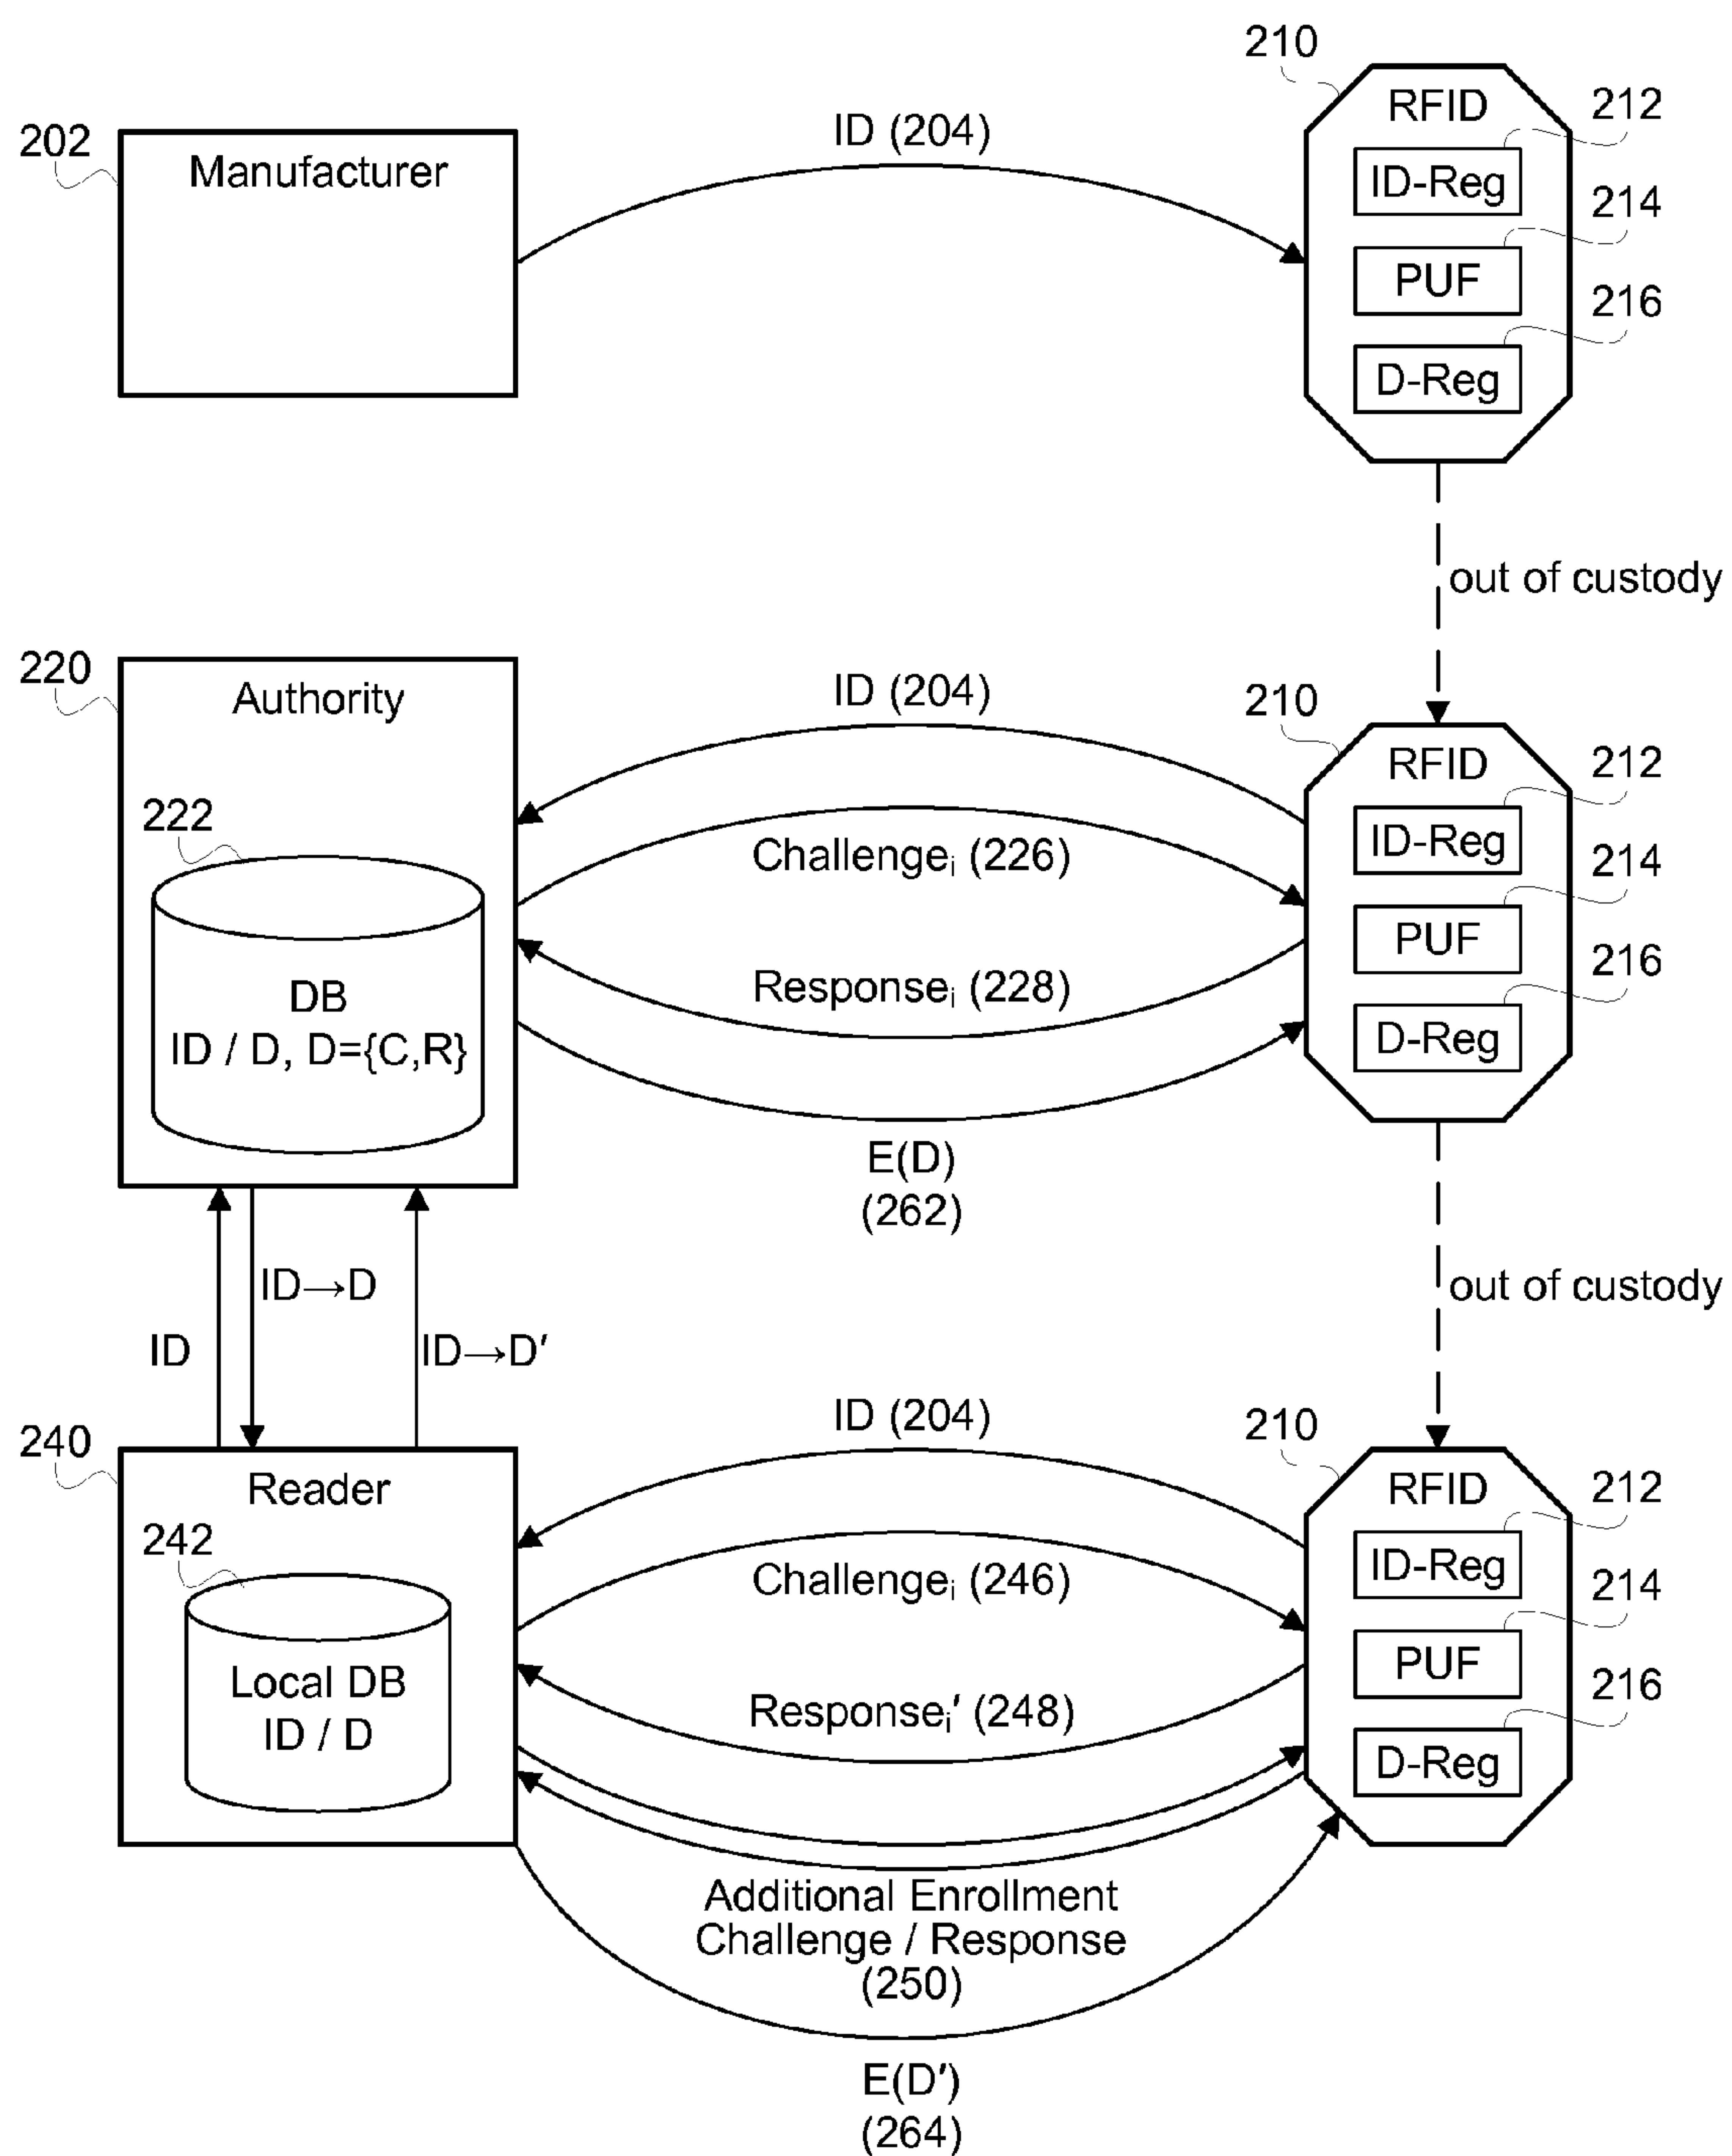 210
RFID
212
ID-Reg
214
PUF
216
D-Reg
202
Manufacturer
ID (204)
out of custody
220
Authority
222
DB
ID / D, D={C,R}
ID (204)
Challengeᵢ (226)
Responseᵢ (228)
E(D)
(262)
210
RFID
212
ID-Reg
214
PUF
216
D-Reg
ID
ID→D
ID→D′
out of custody
240
Reader
242
Local DB
ID / D
ID (204)
Challengeᵢ (246)
Responseᵢ′ (248)
Additional Enrollment
Challenge / Response
(250)
E(D′)
(264)
210
RFID
212
ID-Reg
214
PUF
216
D-Reg